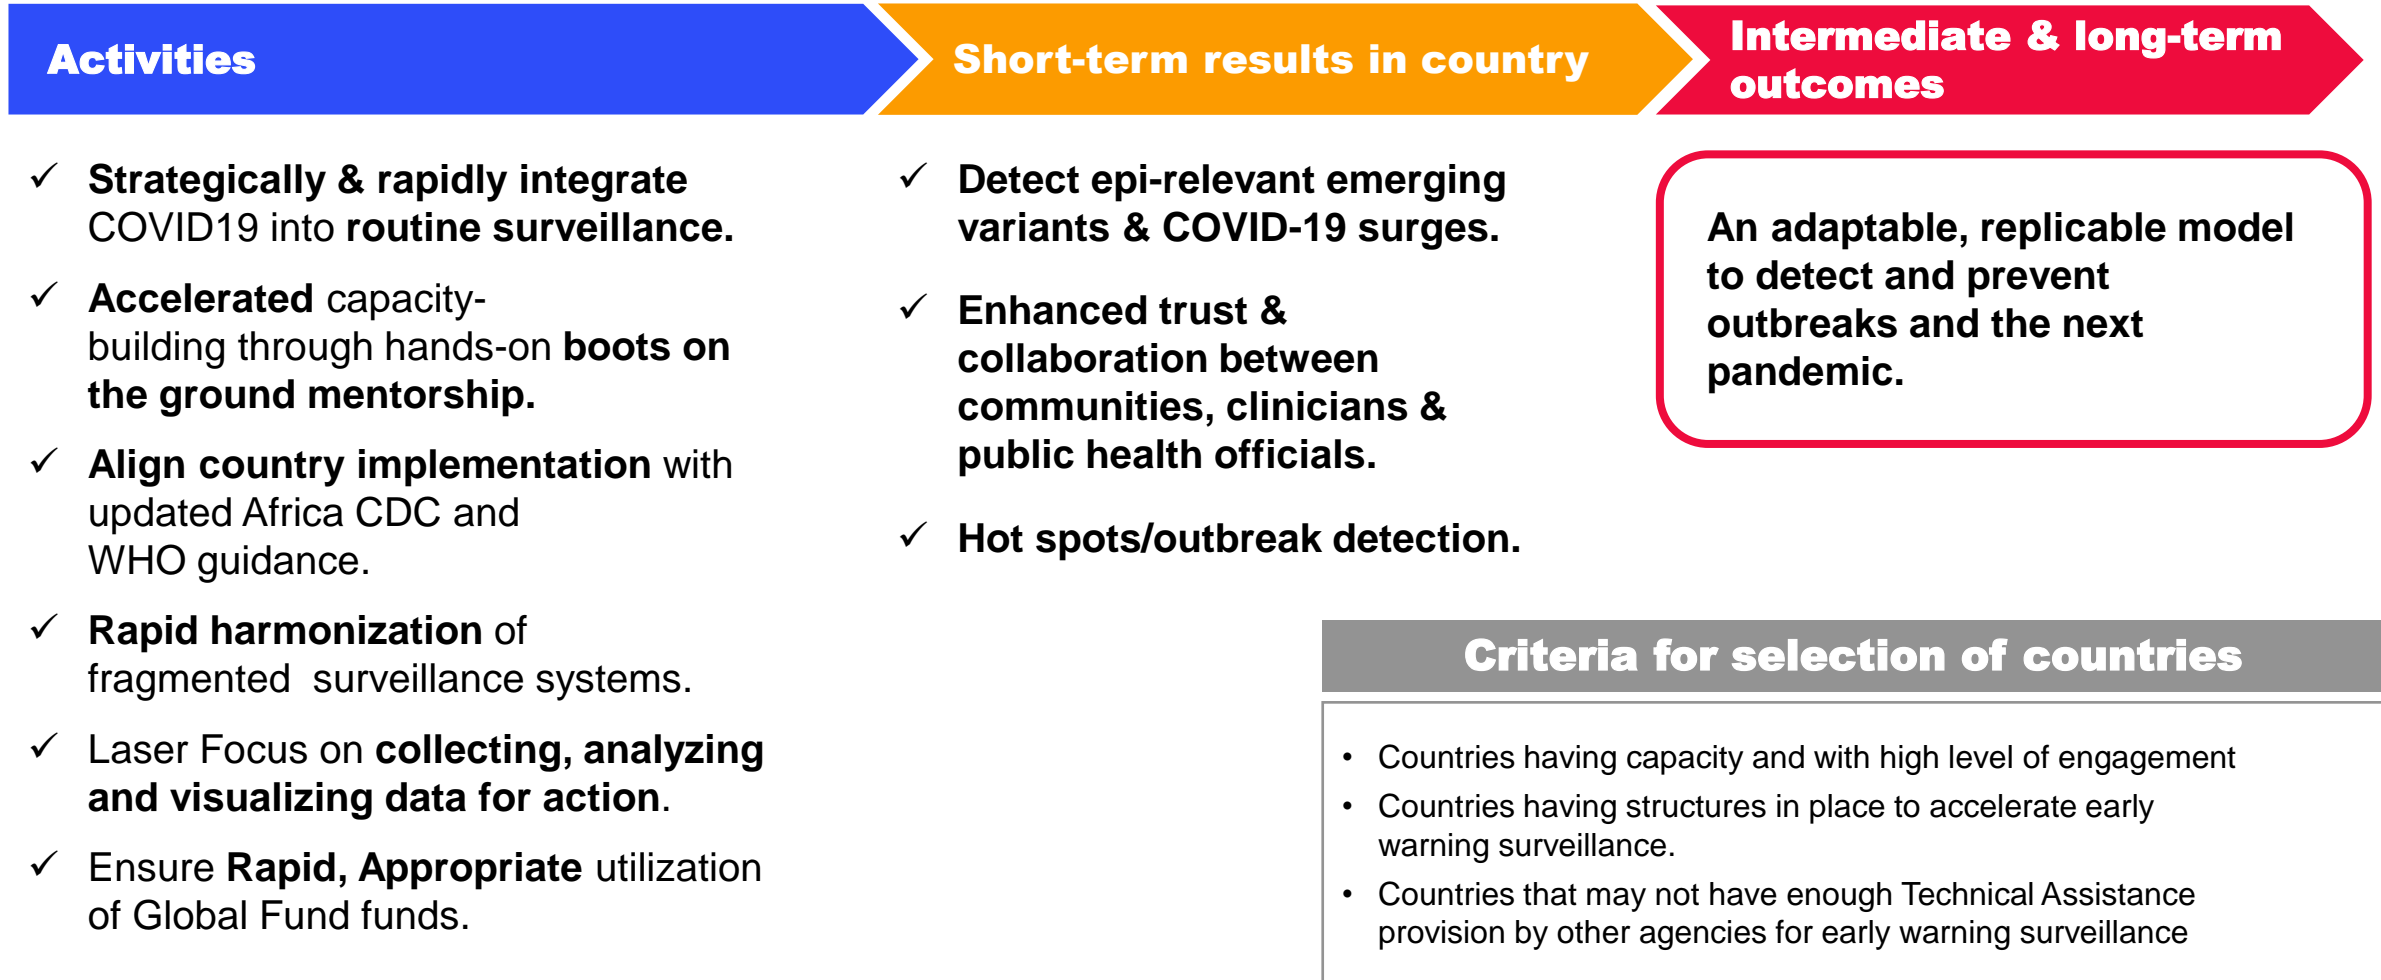 Activities
Short-term results in country
Intermediate & long-term
outcomes
✓ Strategically & rapidly integrate
COVID19 into routine surveillance.
✓ Accelerated capacity-
building through hands-on boots on
the ground mentorship.
✓ Align country implementation with
updated Africa CDC and
WHO guidance.
✓ Rapid harmonization of
fragmented surveillance systems.
✓ Laser Focus on collecting, analyzing
and visualizing data for action.
✓ Ensure Rapid, Appropriate utilization
of Global Fund funds.
✓ Detect epi-relevant emerging
variants & COVID-19 surges.
✓ Enhanced trust &
collaboration between
communities, clinicians &
public health officials.
✓ Hot spots/outbreak detection.
An adaptable, replicable model
to detect and prevent
outbreaks and the next
pandemic.
Criteria for selection of countries
• Countries having capacity and with high level of engagement
• Countries having structures in place to accelerate early
warning surveillance.
• Countries that may not have enough Technical Assistance
provision by other agencies for early warning surveillance